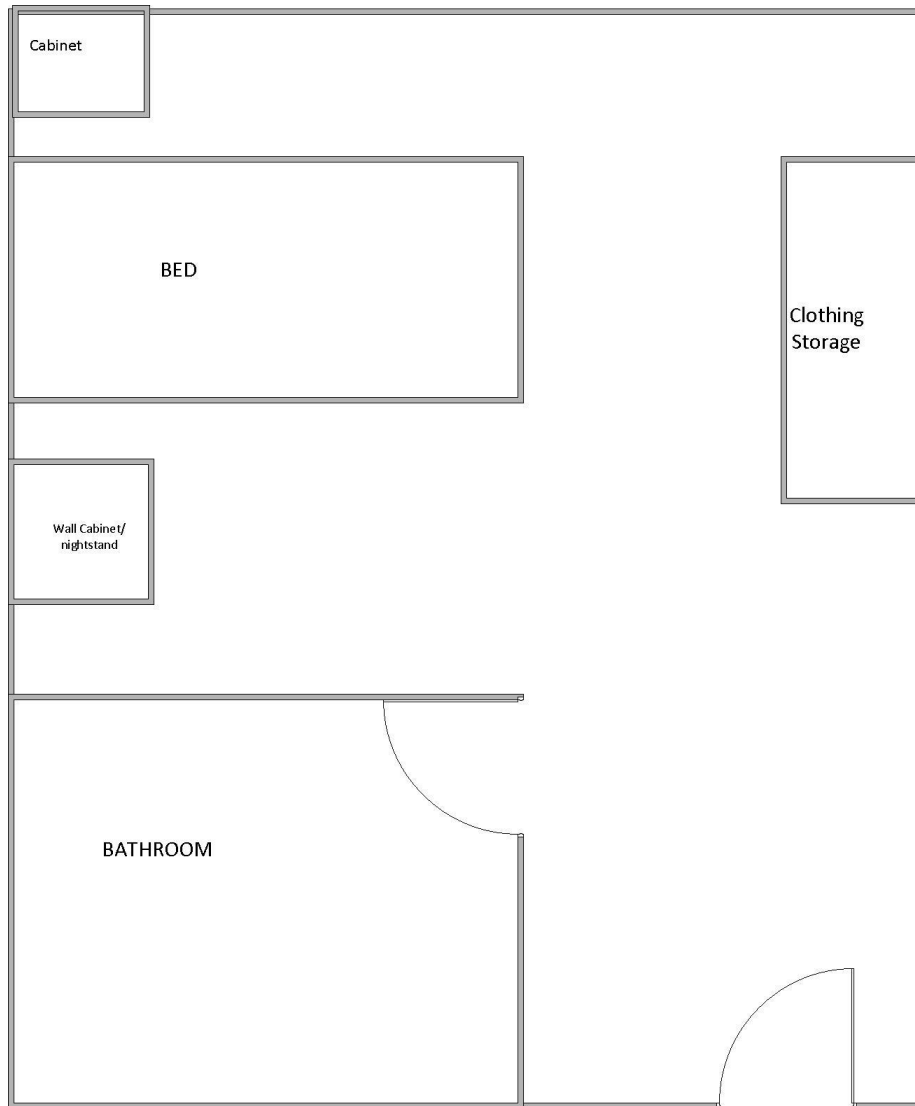 Cabinet
BED
Clothing
Storage
Wall Cabinet/
nightstand
BATHROOM